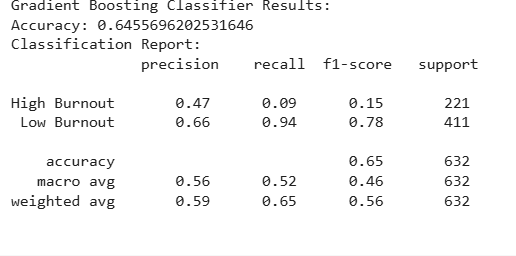 Gradient Boosting Classifier Results:
Accuracy: 0.6455696202531646
Classification Report:
precision recall f1-score support
High Burnout 0.47 0.09 0.15 221
Low Burnout 0.66 0.94 0.78 411
accuracy 0.65 632
macro avg 0.56 0.52 0.46 632
weighted avg 0.59 0.65 0.56 632